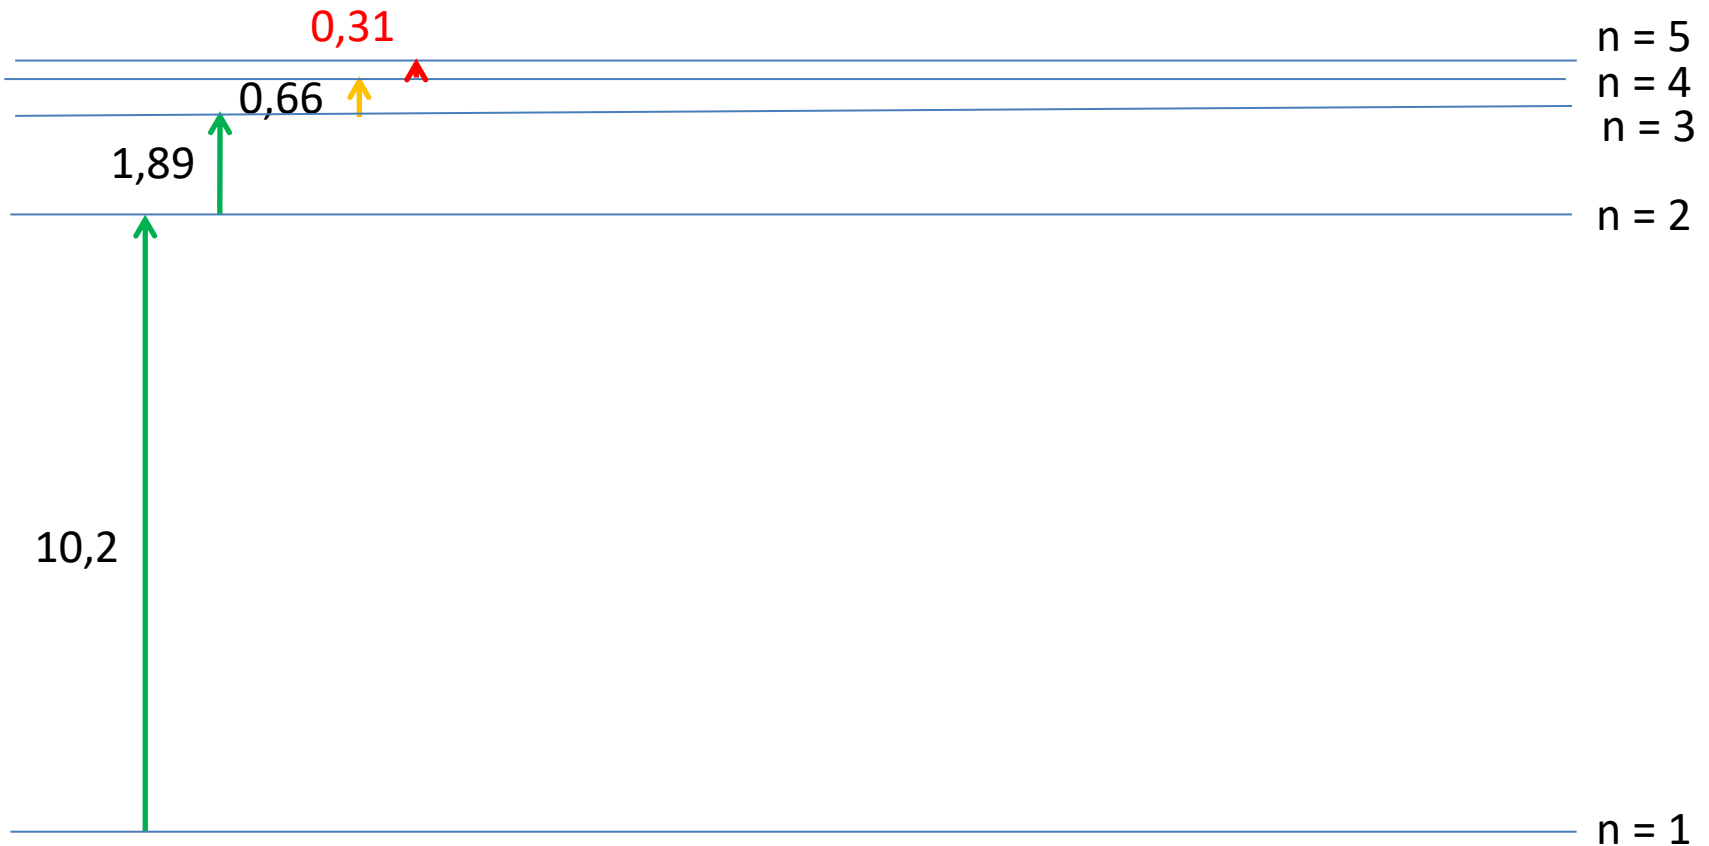 0,31
n = 5
n = 4
0,66
n = 3
1,89
n = 2
10,2
n = 1